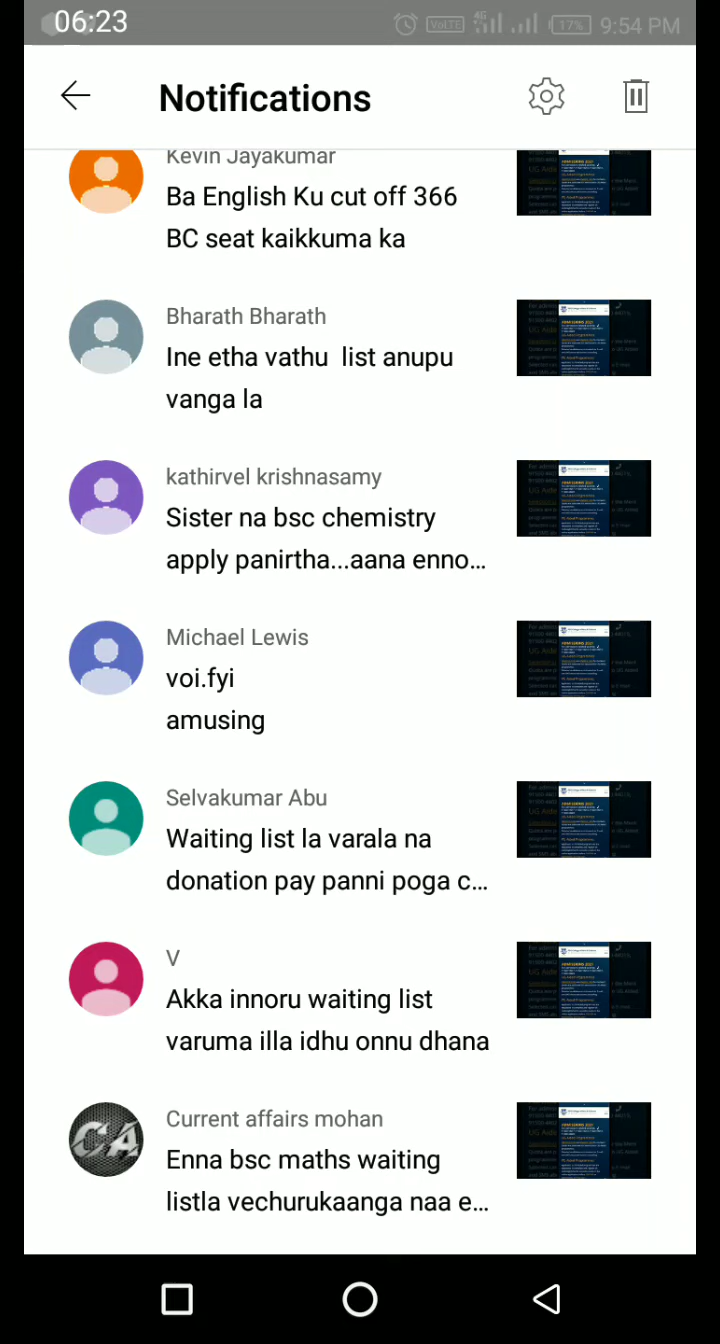 06:23
VoLTE 4G 17% 9:54 PM
Notifications
Kevin Jayakumar
Ba English Ku cut off 366
BC seat kaikkuma ka
Bharath Bharath
Ine etha vathu list anupu
vanga la
kathirvel krishnasamy
Sister na bsc chemistry
apply panirtha...aana enno...
Michael Lewis
voi.fyi
amusing
Selvakumar Abu
Waiting list la varala na
donation pay panni poga c...
V
Akka innoru waiting list
varuma illa idhu onnu dhana
CA
Current affairs mohan
Enna bsc maths waiting
listla vechurukaanga naa e...